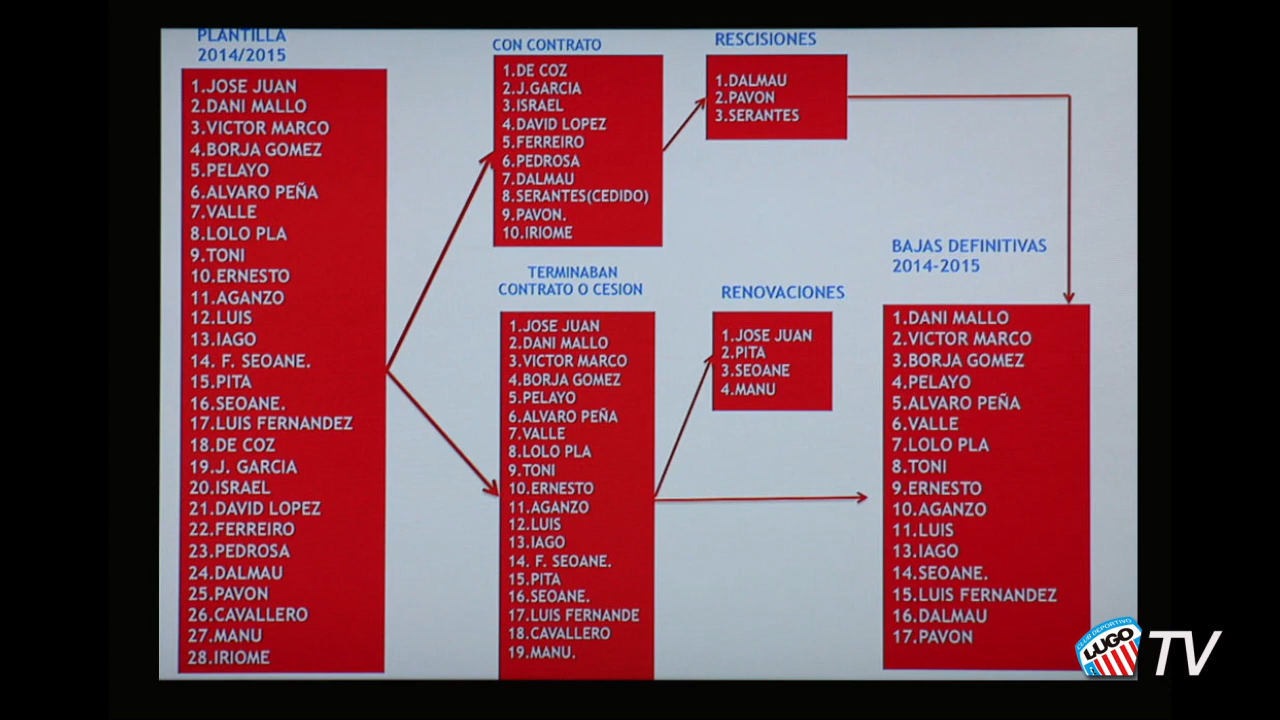 PLANTILLA
2014/2015
1.JOSE JUAN
2.DANI MALLO
3.VICTOR MARCO
4.BORJA GOMEZ
5.PELAYO
6.ALVARO PEÑA
7.VALLE
8.LOLO PLA
9.TONI
10.ERNESTO
11.AGANZO
12.LUIS
13.IAGO
14. F. SEOANE.
15.PITA
16.SEOANE.
17.LUIS FERNANDEZ
18.DE COZ
19.J. GARCIA
20.ISRAEL
21.DAVID LOPEZ
22.FERREIRO
23.PEDROSA
24.DALMAU
25.PAVON
26.CAVALLERO
27.MANU
28.IRIOME
CON CONTRATO
1.DE COZ
2.J.GARCIA
3.ISRAEL
4.DAVID LOPEZ
5.FERREIRO
6.PEDROSA
7.DALMAU
8.SERANTES(CEDIDO)
9.PAVON.
10.IRIOME
TERMINABAN
CONTRATO O CESION
1.JOSE JUAN
2.DANI MALLO
3.VICTOR MARCO
4.BORJA GOMEZ
5.PELAYO
6.ALVARO PEÑA
7.VALLE
8.LOLO PLA
9.TONI
10.ERNESTO
11.AGANZO
12.LUIS
13.IAGO
14. F. SEOANE.
15.PITA
16.SEOANE.
17.LUIS FERNANDE
18.CAVALLERO
19.MANU.
RESCISIONES
1.DALMAU
2.PAVON
3.SERANTES
RENOVACIONES
1.JOSE JUAN
2.PITA
3.SEOANE
4.MANU
BAJAS DEFINITIVAS
2014-2015
1.DANI MALLO
2.VICTOR MARCO
3.BORJA GOMEZ
4.PELAYO
5.ALVARO PEÑA
6.VALLE
7.LOLO PLA
8.TONI
9.ERNESTO
10.AGANZO
11.LUIS
13.IAGO
14.SEOANE.
15.LUIS FERNANDEZ
16.DALMAU
17.PAVON
CLUB DEPORTIVO
LUGO
TV